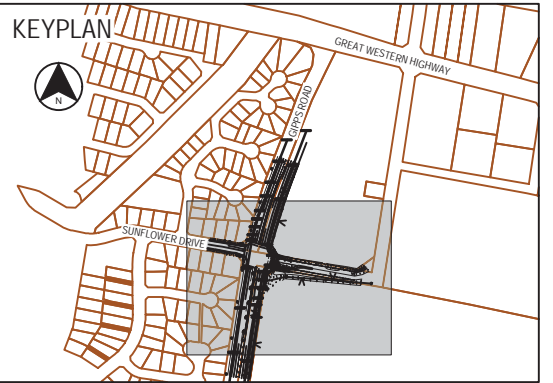 KEYPLAN
GREAT WESTERN HIGHWAY
N
GIPPS ROAD
SUNFLOWER DRIVE